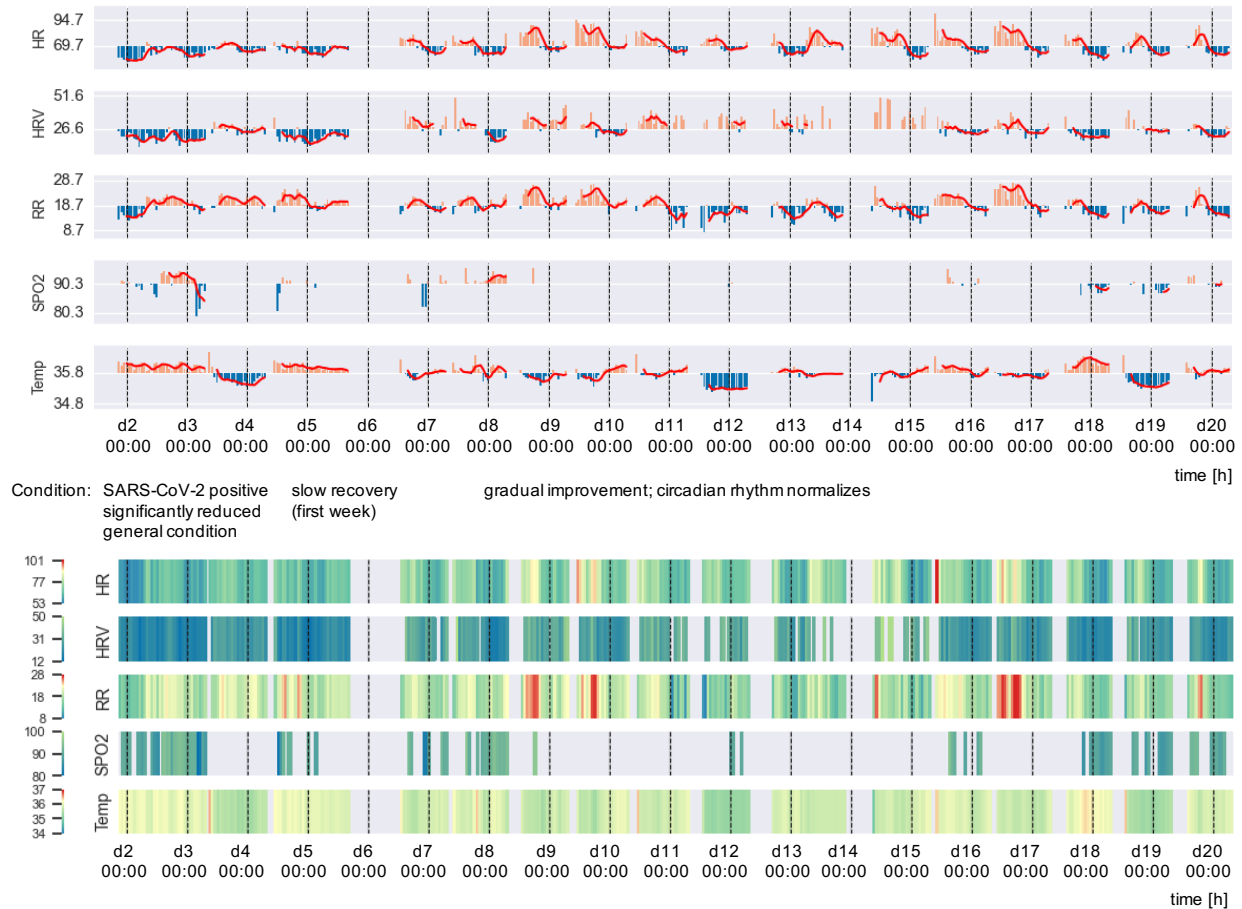 HR
94.7
69.7
HRV
51.6
26.6
RR
28.7
18.7
8.7
SPO2
90.3
80.3
Temp
35.8
34.8
d2 d3 d4 d5 d6 d7 d8 d9 d10 d11 d12 d13 d14 d15 d16 d17 d18 d19 d20
00:00 00:00 00:00 00:00 00:00 00:00 00:00 00:00 00:00 00:00 00:00 00:00 00:00 00:00 00:00 00:00 00:00 00:00 00:00
time [h]
Condition: SARS-CoV-2 positive slow recovery gradual improvement; circadian rhythm normalizes
significantly reduced (first week)
general condition
101
77
53
HR
50
31
12
HRV
28
18
8
RR
100
90
80
SPO2
37
36
35
34
Temp
d2 d3 d4 d5 d7 d8 d9 d10 d11 d12 d13 d14 d15 d16 d17 d18 d19 d20
00:00 00:00 00:00 00:00 00:00 00:00 00:00 00:00 00:00 00:00 00:00 00:00 00:00 00:00 00:00 00:00 00:00 00:00
time [h]